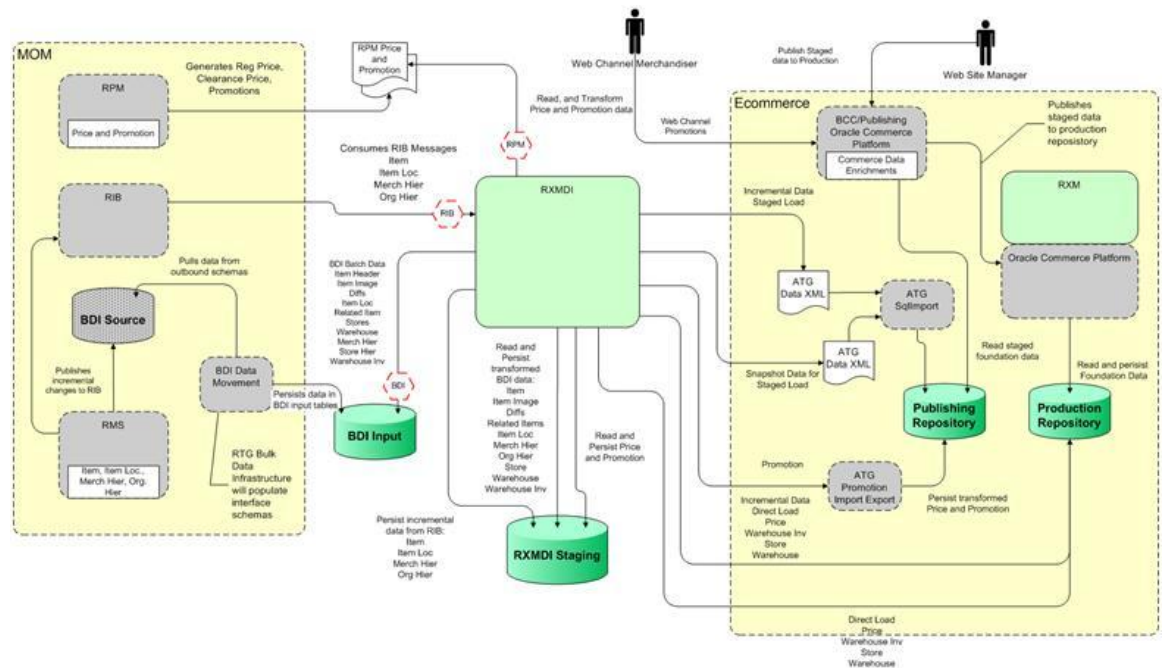 MOM
RPM
Price and Promotion
Generates Reg Price,
Clearance Price,
Promotions
RPM Price
and
Promotion
Read, and Transform
Price and Promotion data
RPM
Web Channel Merchandiser
Web Channel
Promotions
Publish Staged
data to Production
Web Site Manager
Ecommerce
BCC/Publishing
Oracle Commerce
Platform
Commerce Data
Enrichments
Publishes
staged data
to production
reposistory
RXM
Oracle Commerce Platform
RIB
Consumes RIB Messages
Item
Item Loc
Merch Hier
Org Hier
RIB
RXMDI
Incremental Data
Staged Load
ATG
Data XML
ATG
SqlImport
ATG
Data XML
Snapshot Data for
Staged Load
Read staged
foundation data
Read and perisist
Foundation Data
Publishing
Repository
Production
Repository
Pulls data from
outbound schemas
BDI Source
Publishes
incremental
changes to RIB
BDI Data
Movement
Persists data in
BDI input tables
RMS
Item, Item Loc.,
Merch Hier, Org.
Hier
RTG Bulk
Data
Infrastructure
will populate
interface
schemas
BDI Batch Data
Item Header
Item Image
Diffs
Item Loc
Related Item
Stores
Warehouse
Merch Hier
Store Hier
Warehouse Inv
BDI
BDI Input
Read and
Persist
transformed
BDI data:
Item
Item Image
Diffs
Related Items
Item Loc
Merch Hier
Org Hier
Store
Warehouse
Warehouse Inv
Read and
Persist Price
and Promotion
Persist incremental
data from RIB:
Item
Item Loc
Merch Hier
Org Hier
RXMDI Staging
Promotion
ATG
Promotion
Import Export
Persist transformed
Price and Promotion
Incremental Data
Direct Load
Price
Warehouse Inv
Store
Warehouse
Direct Load
Price
Warehouse Inv
Store
Warehouse